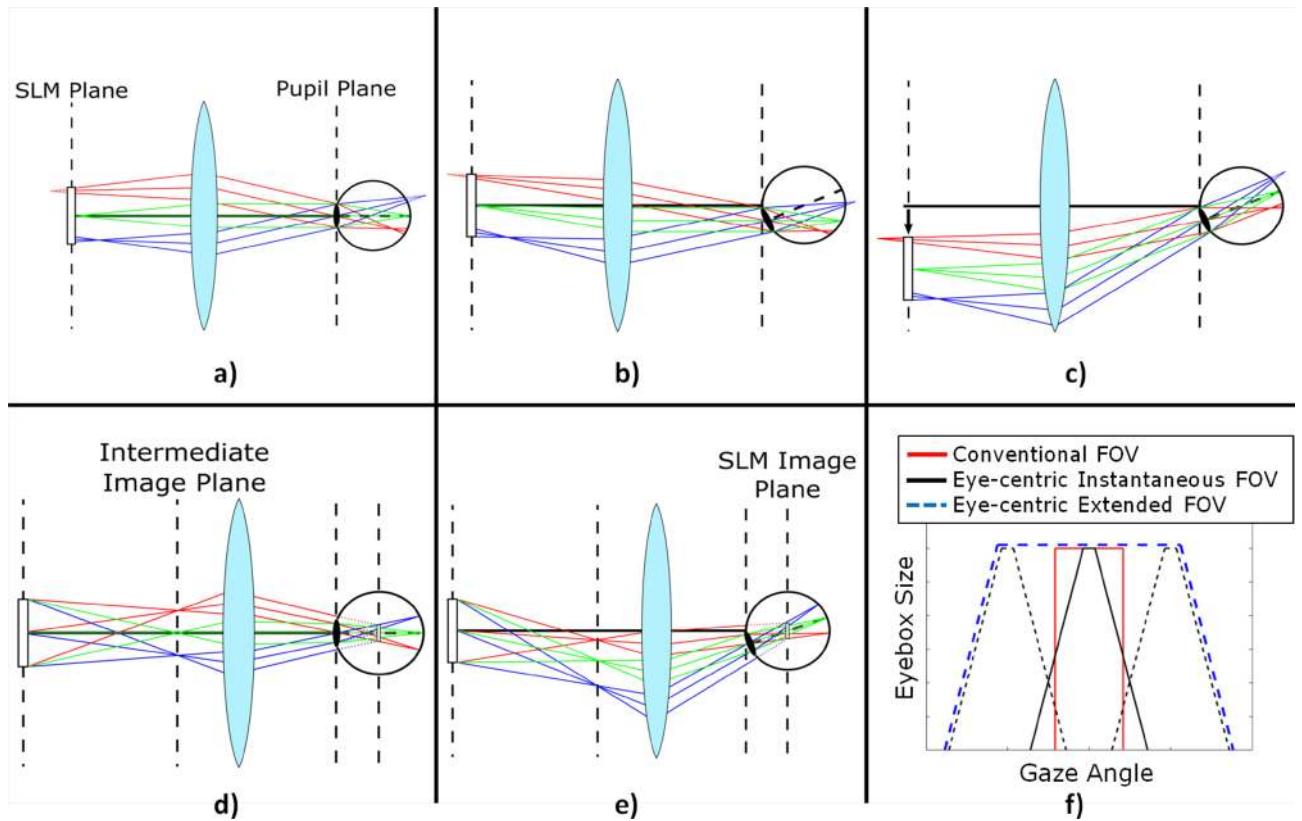 SLM Plane
Pupil Plane
a)
b)
c)
Intermediate
Image Plane
d)
SLM Image
Plane
e)
Conventional FOV
Eye-centric Instantaneous FOV
Eye-centric Extended FOV
Eyebox Size
Gaze Angle
f)